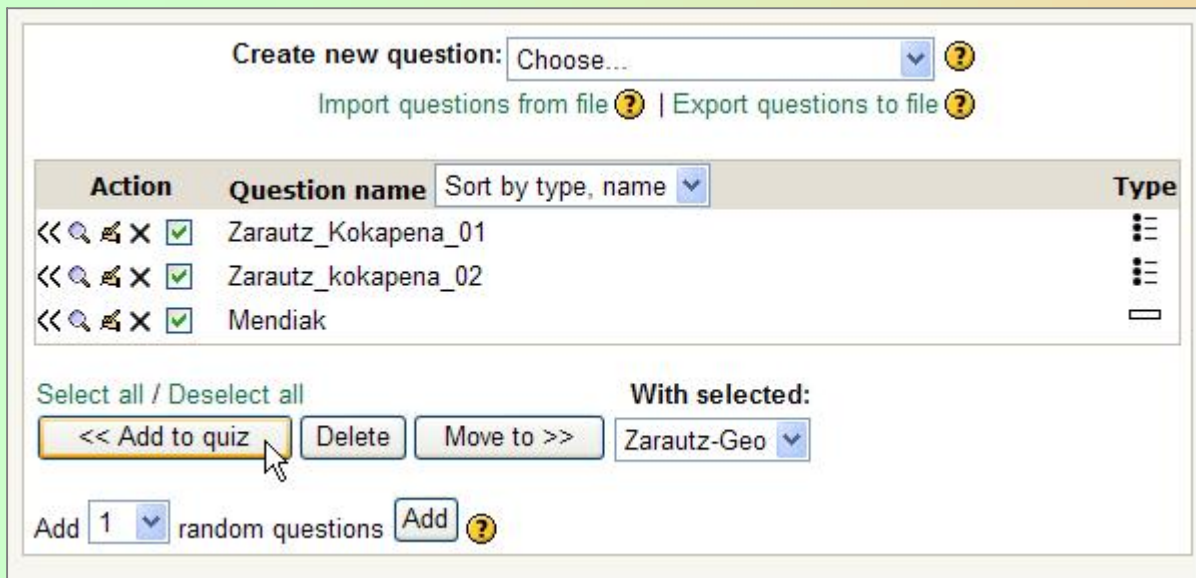 Create new question: Choose...
Import questions from file ? | Export questions to file ?
Action Question name Sort by type, name Type
Zarautz_Kokapena_01
Zarautz_kokapena_02
Mendiak
Select all / Deselect all With selected:
<< Add to quiz Delete Move to >> Zarautz-Geo
Add 1 random questions Add ?